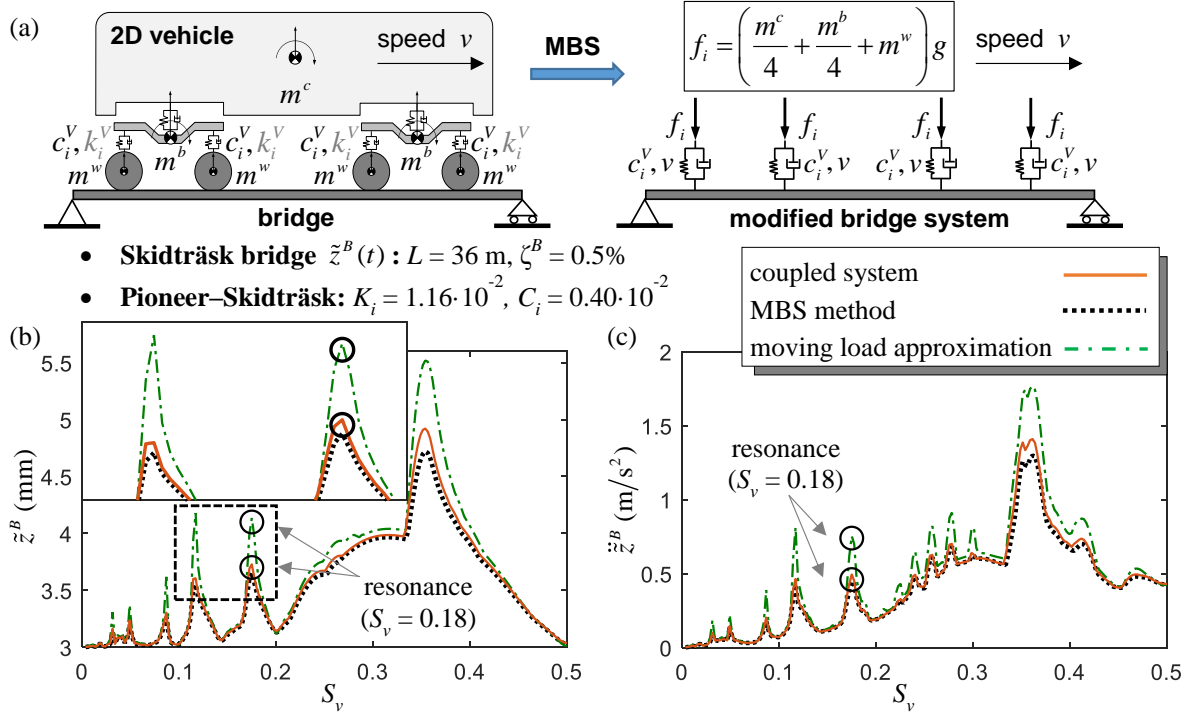 (a)
2D vehicle
speed v
m^c
c_i^V, k_i^V
c_i^V, k_i^V
c_i^V, k_i^V
c_i^V, k_i^V
m^b
m^b
m^w
m^w
m^w
m^w
bridge
MBS
f_i = ( m^c/4 + m^b/4 + m^w ) g
speed v
f_i
f_i
f_i
f_i
c_i^V, v
c_i^V, v
c_i^V, v
c_i^V, v
modified bridge system
• Skidträsk bridge z̃^B(t) : L = 36 m, ζ^B = 0.5%
• Pioneer–Skidträsk: K_i = 1.16·10^-2, C_i = 0.40·10^-2
coupled system
MBS method
moving load approximation
(b)
z̃^B (mm)
5.5
5
4.5
4
3.5
3
0
0.1
0.2
0.3
0.4
0.5
S_v
resonance
(S_v = 0.18)
(c)
z̃̈^B (m/s²)
2
1.5
1
0.5
0
0
0.1
0.2
0.3
0.4
0.5
S_v
resonance
(S_v = 0.18)